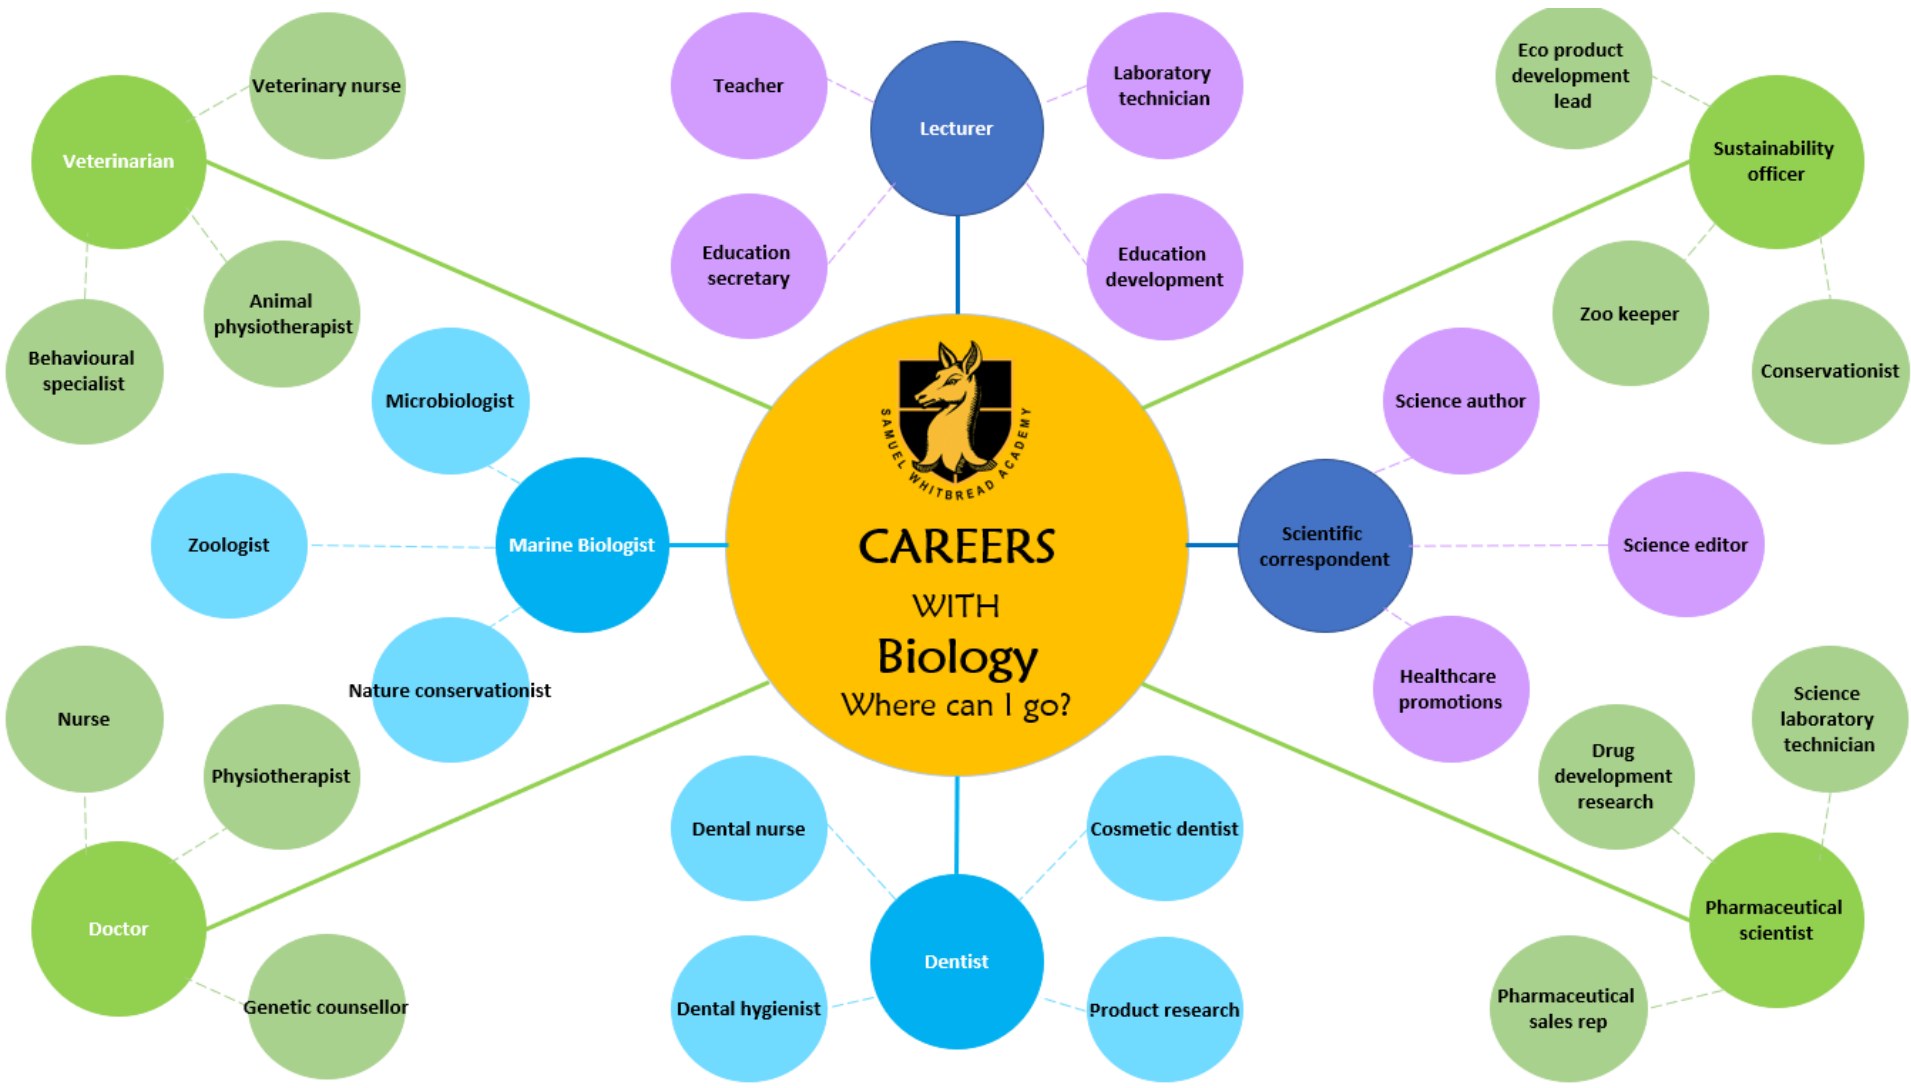 Veterinary nurse
Veterinarian
Animal
physiotherapist
Behavioural
specialist
Teacher
Lecturer
Laboratory
technician
Education
secretary
Education
development
Eco product
development
lead
Sustainability
officer
Zoo keeper
Conservationist
Microbiologist
Zoologist
Marine Biologist
Nature conservationist
SAMUEL WHITBREAD ACADEMY
CAREERS
WITH
Biology
Where can I go?
Science author
Scientific
correspondent
Science editor
Healthcare
promotions
Nurse
Physiotherapist
Doctor
Genetic counsellor
Dental nurse
Cosmetic dentist
Dentist
Dental hygienist
Product research
Science
laboratory
technician
Drug
development
research
Pharmaceutical
scientist
Pharmaceutical
sales rep